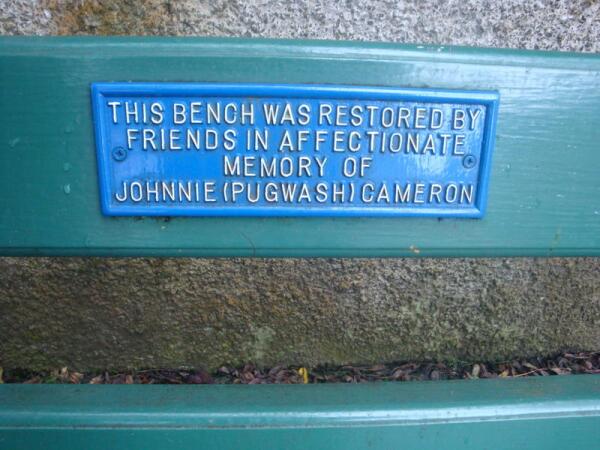 THIS BENCH WAS RESTORED BY
FRIENDS IN AFFECTIONATE
MEMORY OF
JOHNNIE (PUGWASH) CAMERON